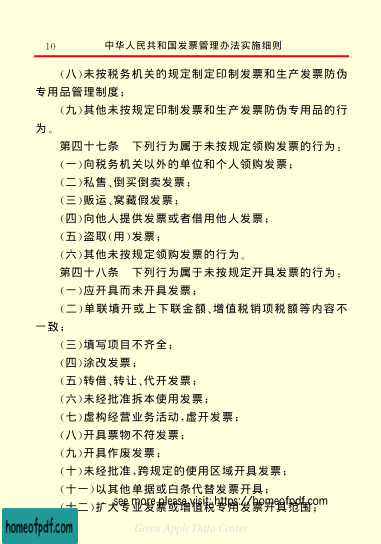 10 中华人民共和国发票管理办法实施细则
(八)未按税务机关的规定制定印制发票和生产发票防伪
专用品管理制度;
(九)其他未按规定印制发票和生产发票防伪专用品的行
为。
第四十七条 下列行为属于未按规定领购发票的行为:
(一)向税务机关以外的单位和个人领购发票;
(二)私售、倒买倒卖发票;
(三)贩运、窝藏假发票;
(四)向他人提供发票或者借用他人发票;
(五)盗取(用)发票;
(六)其他未按规定领购发票的行为。
第四十八条 下列行为属于未按规定开具发票的行为:
(一)应开具而未开具发票;
(二)单联填开或上下联金额、增值税销项税额等内容不
一致;
(三)填写项目不齐全;
(四)涂改发票;
(五)转借、转让、代开发票;
(六)未经批准拆本使用发票;
(七)虚构经营业务活动,虚开发票;
(八)开具票物不符发票;
(九)开具作废发票;
(十)未经批准,跨规定的使用区域开具发票;
(十一)以其他单据或白条代替发票开具;
see more please visit: https://homeofpdf.com
(十二)扩大专业发票或增值税专用发票开具范围;
homeofpdf.com
Green Apple Data Center